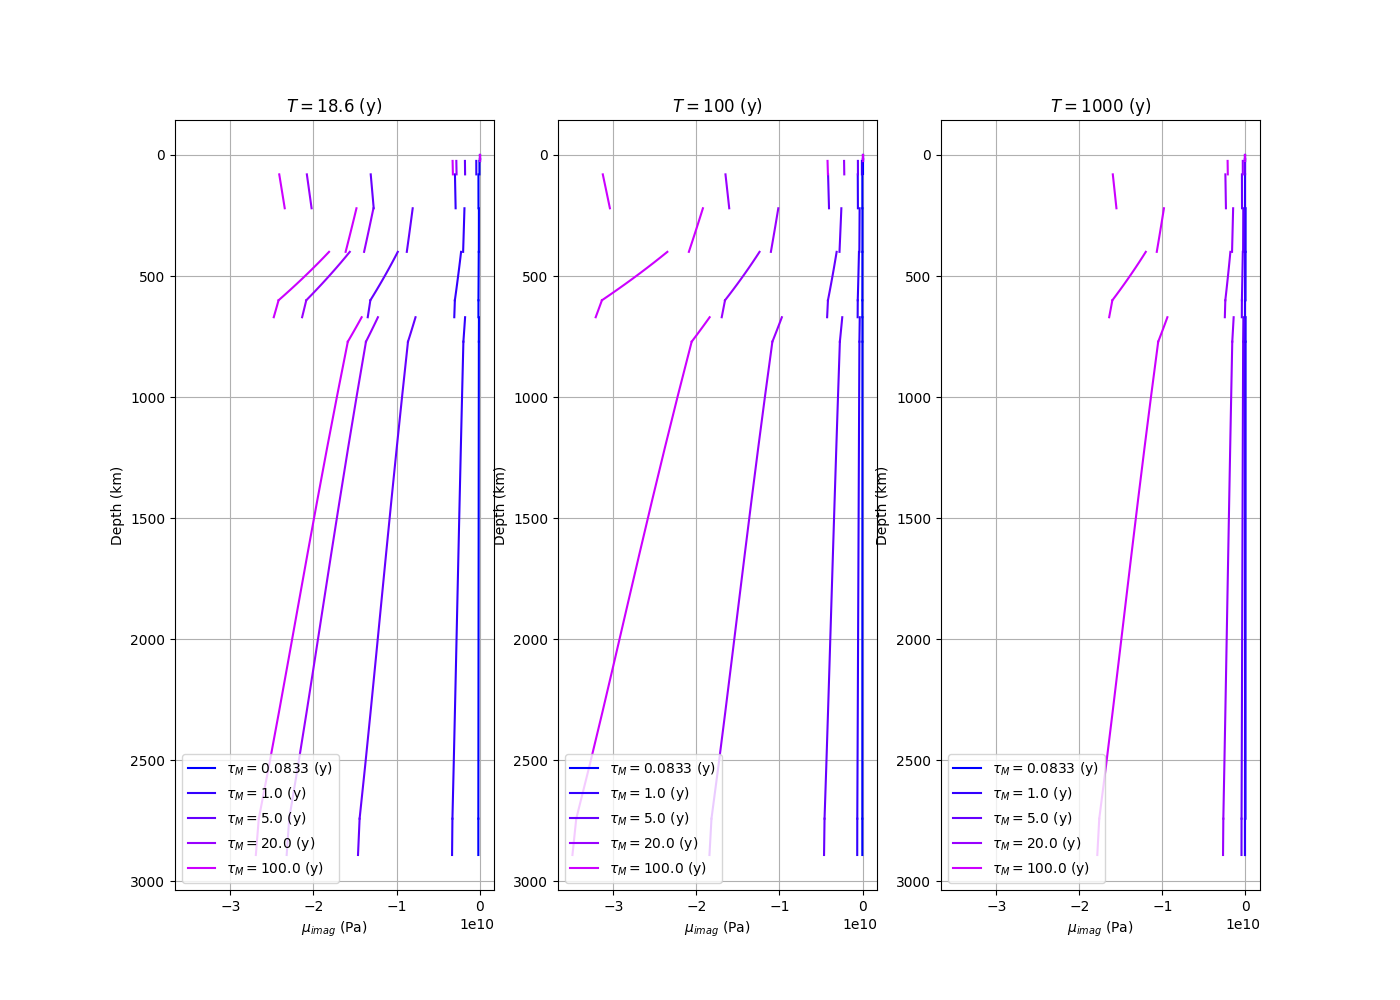 T = 18.6 (y)
0
500
1000
1500
2000
2500
3000
Depth (km)
τM = 0.0833 (y)
τM = 1.0 (y)
τM = 5.0 (y)
τM = 20.0 (y)
τM = 100.0 (y)
−3 −2 −1 0
1e10
μimag (Pa)
T = 100 (y)
0
500
1000
1500
2000
2500
3000
Depth (km)
τM = 0.0833 (y)
τM = 1.0 (y)
τM = 5.0 (y)
τM = 20.0 (y)
τM = 100.0 (y)
−3 −2 −1 0
1e10
μimag (Pa)
T = 1000 (y)
0
500
1000
1500
2000
2500
3000
Depth (km)
τM = 0.0833 (y)
τM = 1.0 (y)
τM = 5.0 (y)
τM = 20.0 (y)
τM = 100.0 (y)
−3 −2 −1 0
1e10
μimag (Pa)